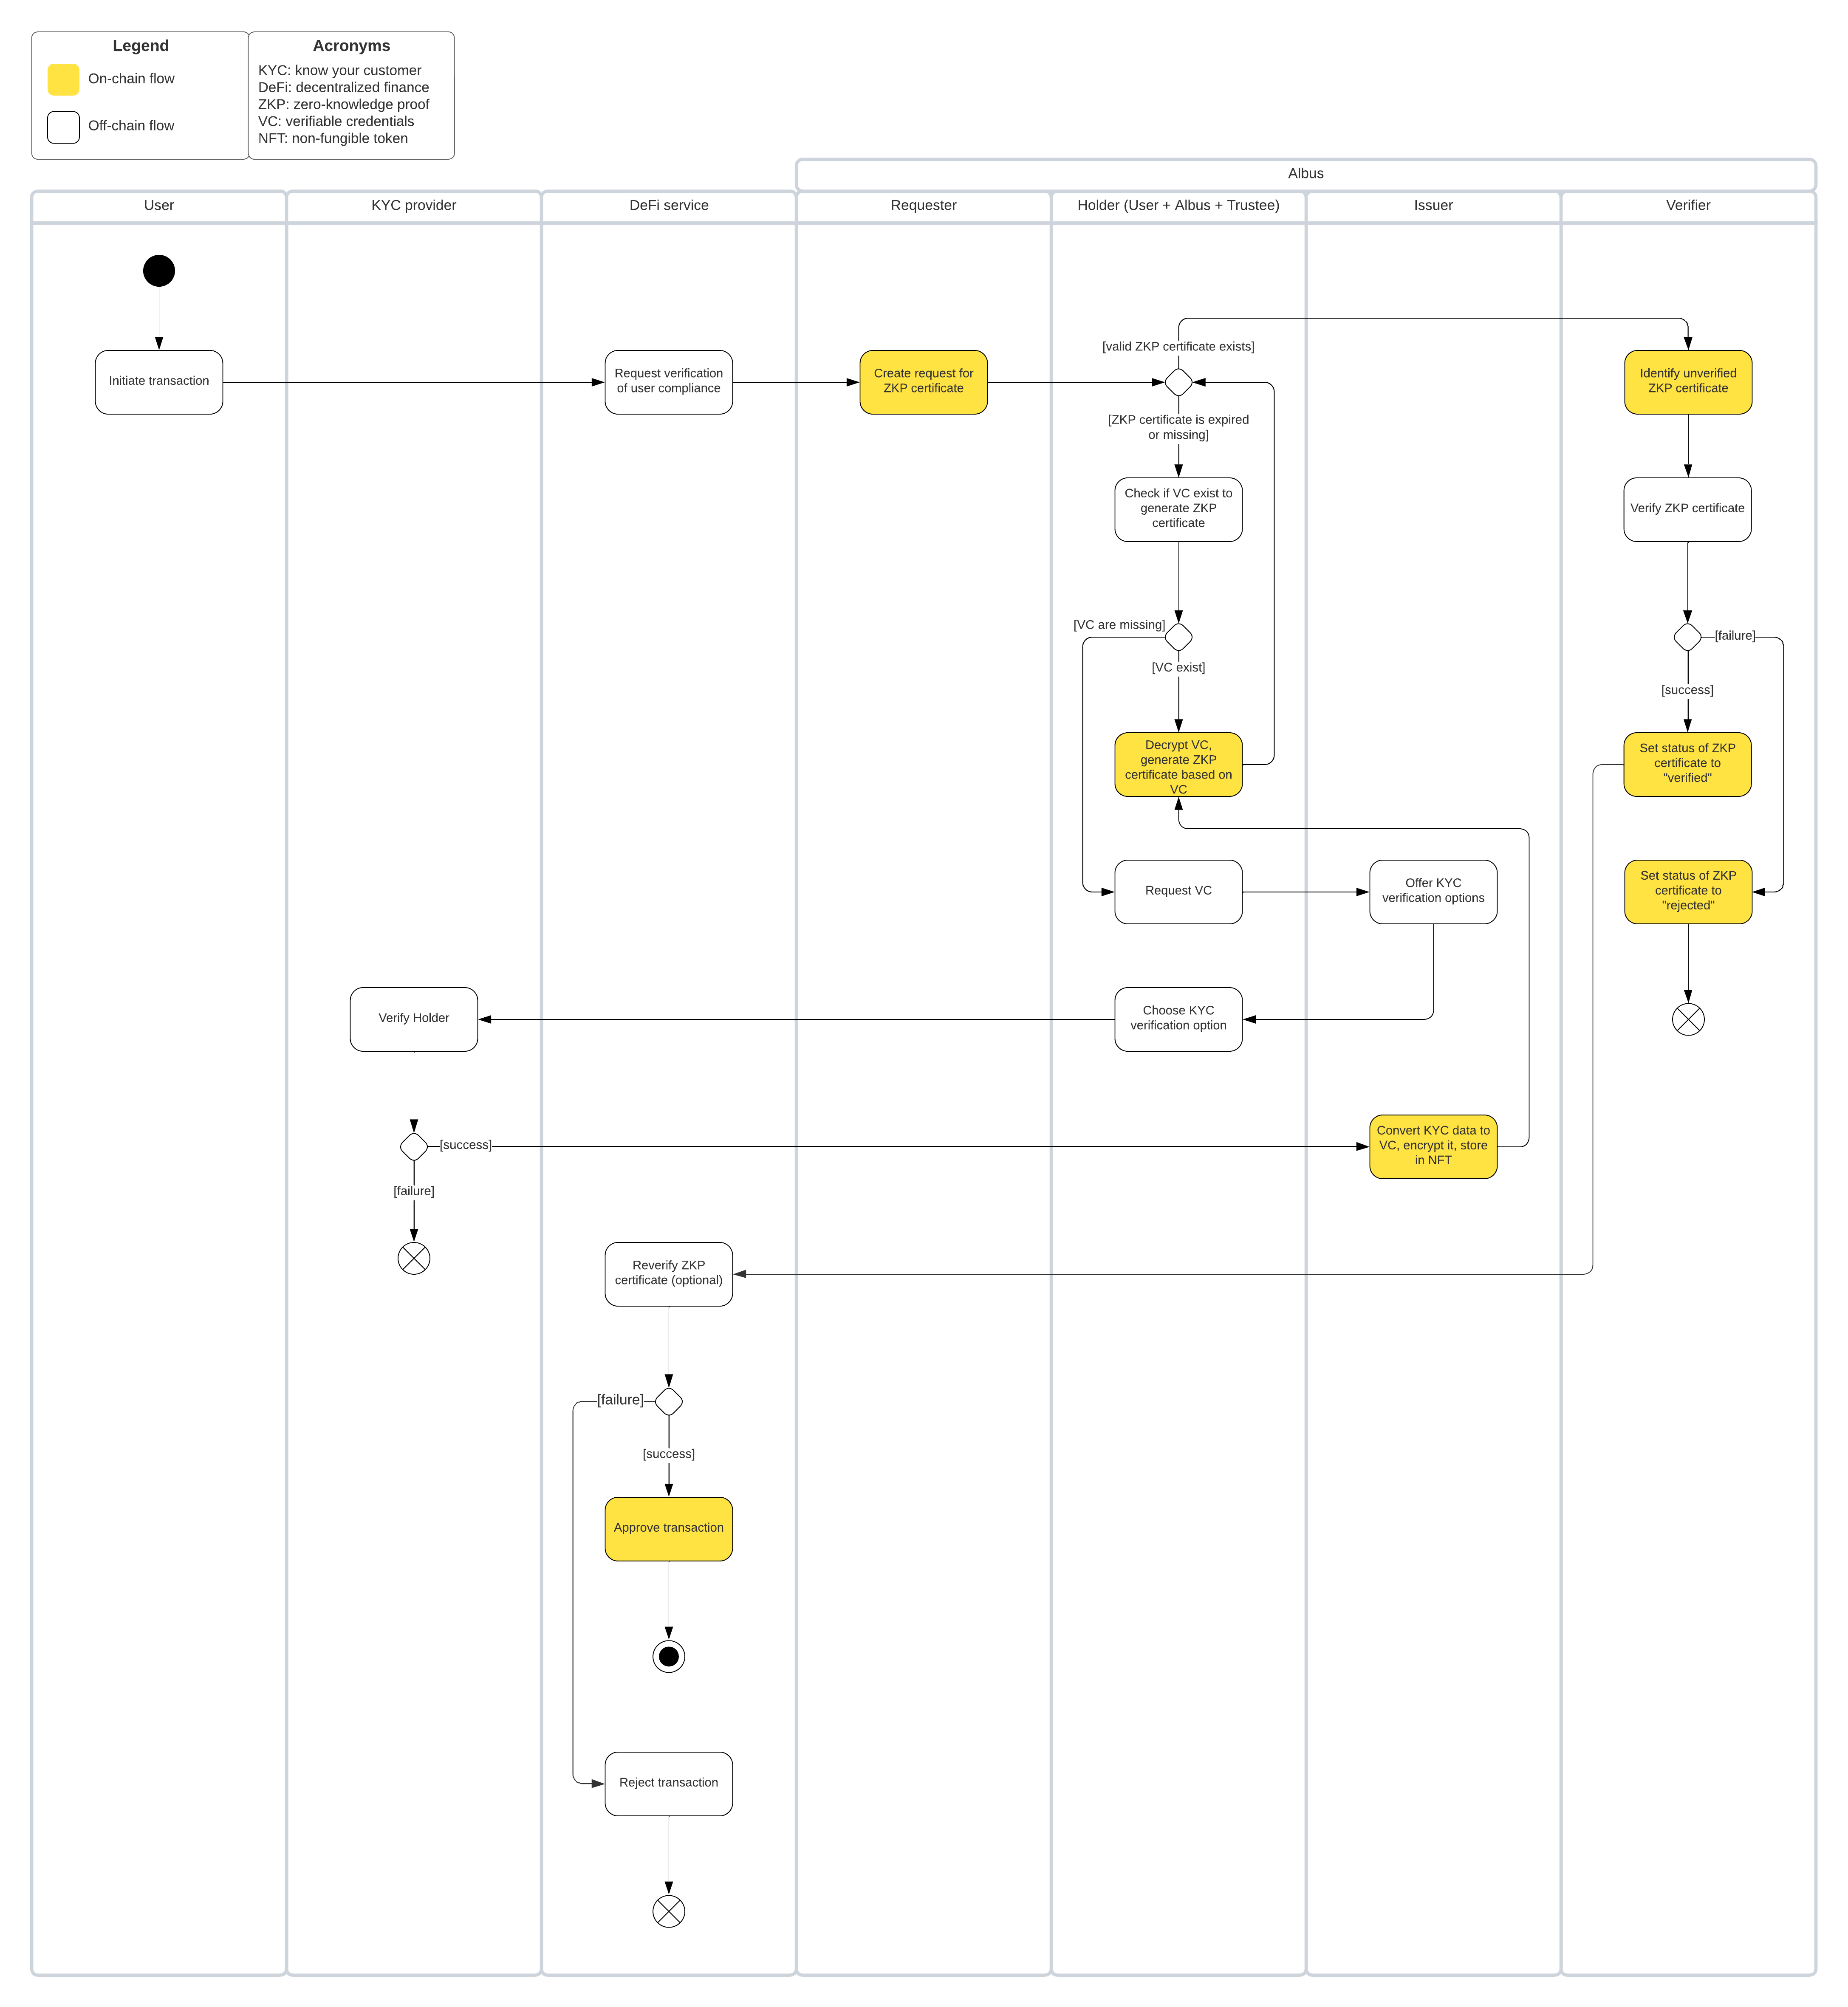 Legend
On-chain flow
Off-chain flow
Acronyms
KYC: know your customer
DeFi: decentralized finance
ZKP: zero-knowledge proof
VC: verifiable credentials
NFT: non-fungible token
Albus
User
KYC provider
DeFi service
Requester
Holder (User + Albus + Trustee)
Issuer
Verifier
Initiate transaction
Request verification
of user compliance
Create request for
ZKP certificate
[valid ZKP certificate exists]
Identify unverified
ZKP certificate
[ZKP certificate is expired
or missing]
Check if VC exist to
generate ZKP
certificate
Verify ZKP certificate
[VC are missing]
[VC exist]
[failure]
[success]
Decrypt VC,
generate ZKP
certificate based on
VC
Set status of ZKP
certificate to
"verified"
Request VC
Offer KYC
verification options
Set status of ZKP
certificate to
"rejected"
Verify Holder
Choose KYC
verification option
[success]
[failure]
Convert KYC data to
VC, encrypt it, store
in NFT
Reverify ZKP
certificate (optional)
[failure]
[success]
Approve transaction
Reject transaction